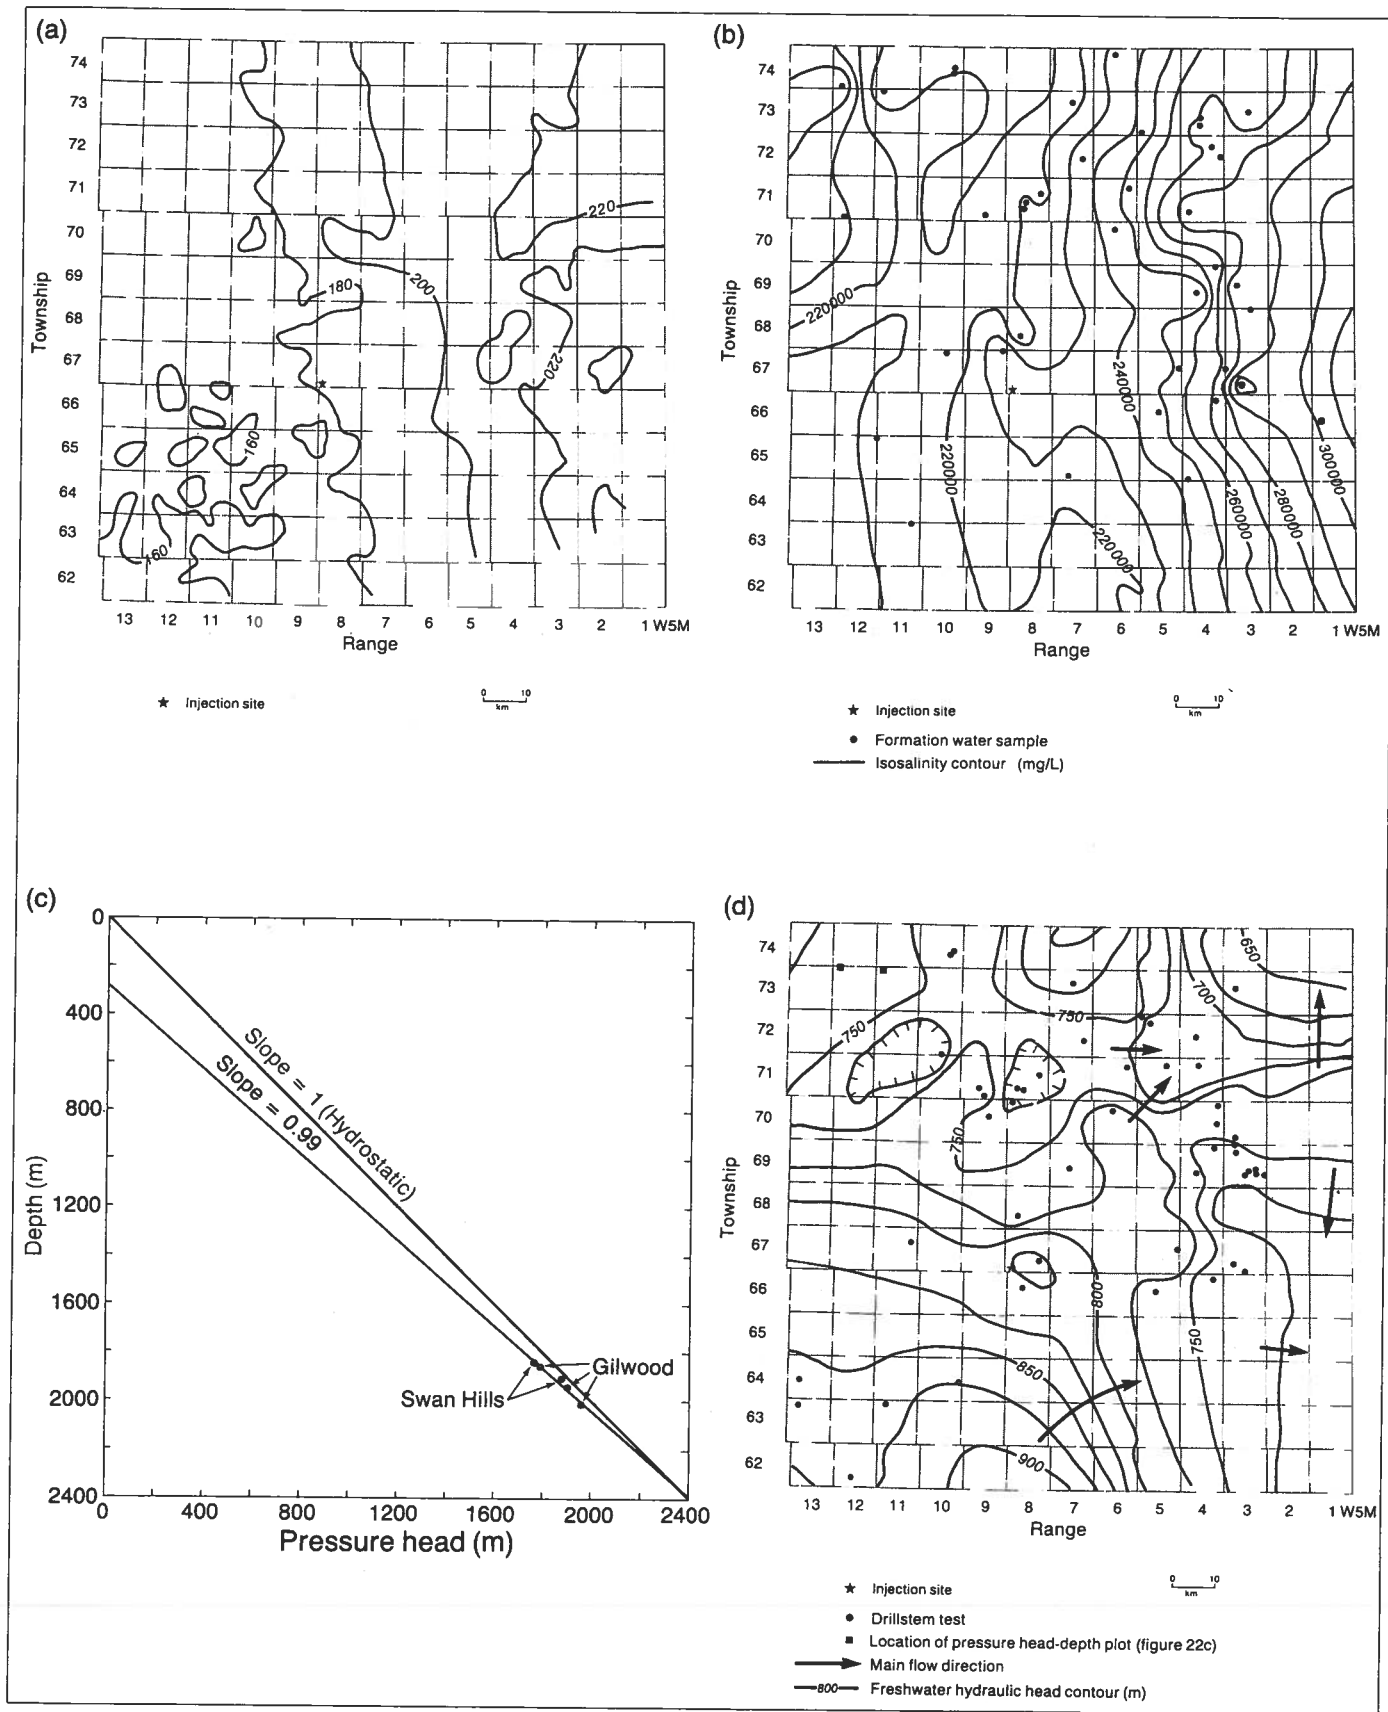 (a)
74
73
72
71
70
69
68
67
66
65
64
63
62
Township
220
200
180
220
160
160
13 12 11 10 9 8 7 6 5 4 3 2 1 W5M
Range
★ Injection site
0 10
km
(b)
74
73
72
71
70
69
68
67
66
65
64
63
62
Township
220000
240000
220000
220000
260000
280000
300000
13 12 11 10 9 8 7 6 5 4 3 2 1 W5M
Range
★ Injection site
● Formation water sample
Isosalinity contour (mg/L)
0 10
km
(c)
0
400
800
1200
1600
2000
2400
Depth (m)
Slope = 1 (Hydrostatic)
Slope = 0.99
Gilwood
Swan Hills
0 400 800 1200 1600 2000 2400
Pressure head (m)
(d)
74
73
72
71
70
69
68
67
66
65
64
63
62
Township
650
700
750
750
750
800
750
850
900
13 12 11 10 9 8 7 6 5 4 3 2 1 W5M
Range
★ Injection site
● Drillstem test
■ Location of pressure head-depth plot (figure 22c)
Main flow direction
800 Freshwater hydraulic head contour (m)
0 10
km